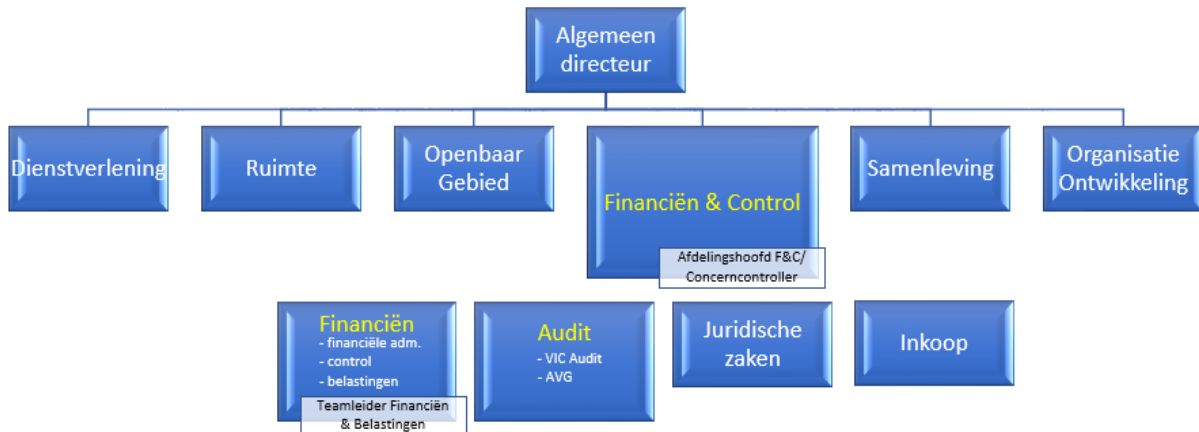 Algemeen
directeur
Dienstverlening
Ruimte
Openbaar
Gebied
Financiën & Control
Afdelingshoofd F&C/
Concerncontroller
Samenleving
Organisatie
Ontwikkeling
Financiën
- financiële adm.
- control
- belastingen
Teamleider Financiën
& Belastingen
Audit
- VIC Audit
- AVG
Juridische
zaken
Inkoop